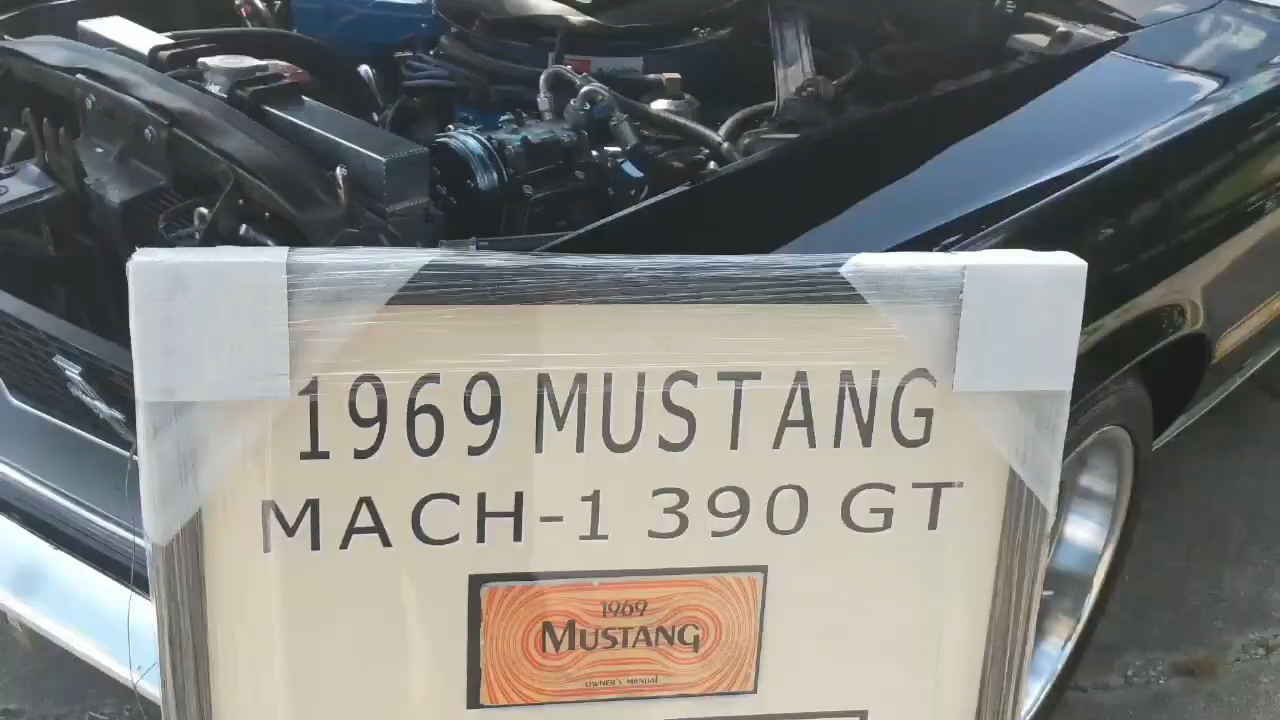 1969 MUSTANG
MACH-1 390 GT
1969
MUSTANG
OWNER'S MANUAL